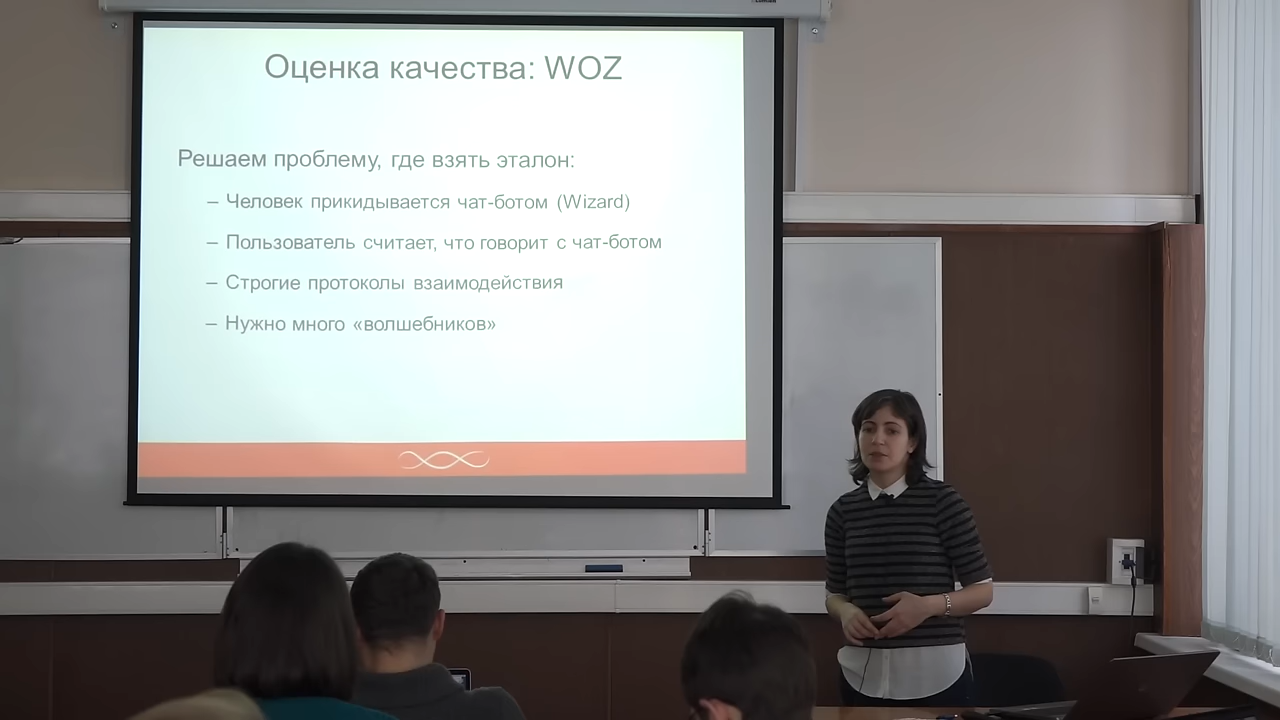 Оценка качества: WOZ
Решаем проблему, где взять эталон:
– Человек прикидывается чат-ботом (Wizard)
– Пользователь считает, что говорит с чат-ботом
– Строгие протоколы взаимодействия
– Нужно много «волшебников»